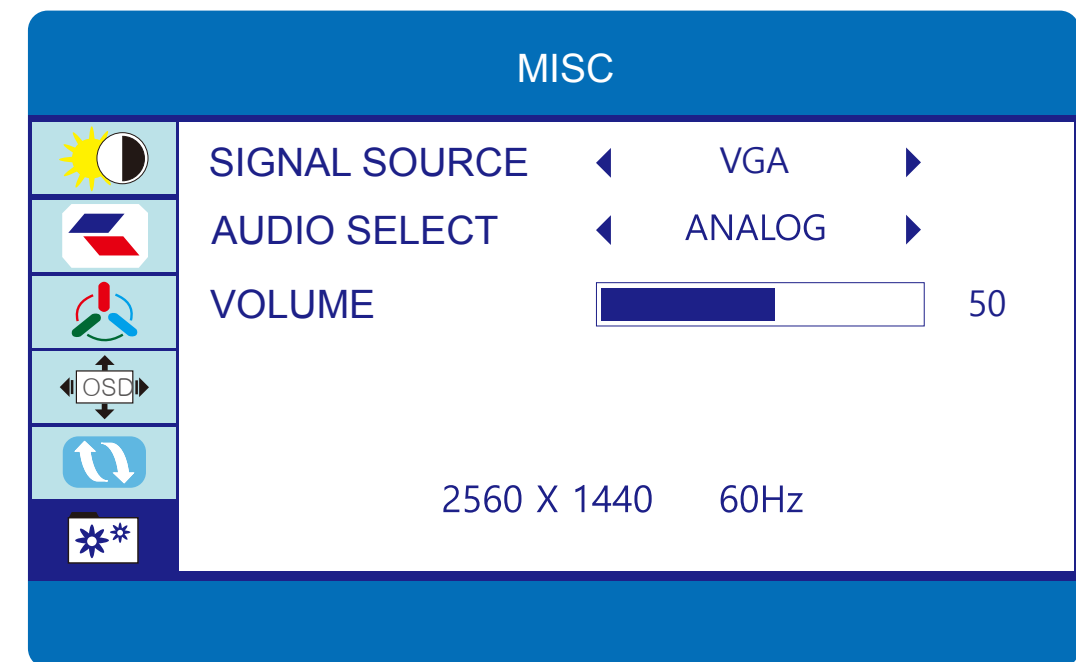 MISC
SIGNAL SOURCE VGA
AUDIO SELECT ANALOG
VOLUME 50
OSD
2560 X 1440 60Hz